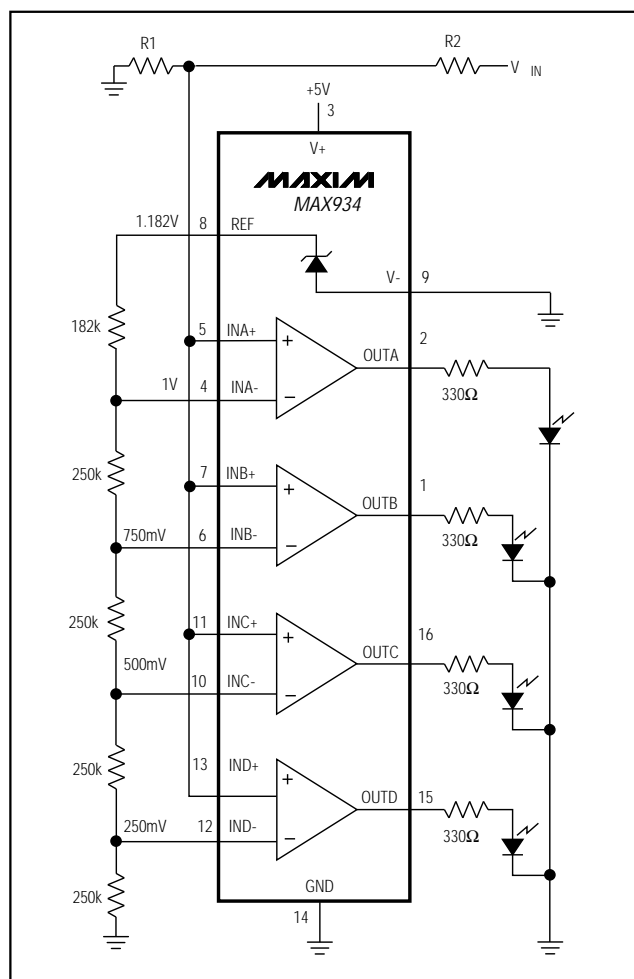 R1
R2
V IN
+5V
3
V+
MAXIM
MAX934
1.182V
8
REF
V-
9
182k
5
INA+
OUTA
2
330Ω
1V
4
INA-
250k
7
INB+
OUTB
1
330Ω
750mV
6
INB-
250k
11
INC+
OUTC
16
330Ω
500mV
10
INC-
250k
13
IND+
OUTD
15
330Ω
250mV
12
IND-
250k
GND
14